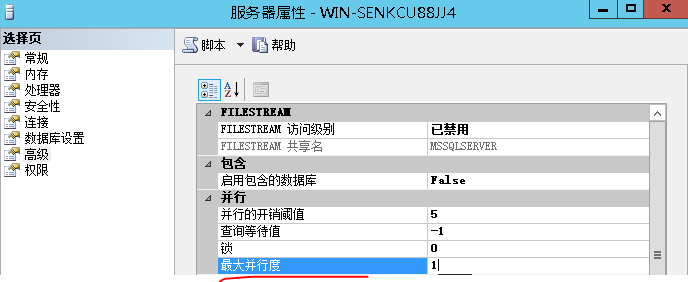 服务器属性 - WIN-SENKCU88JJ4
选择页
常规
内存
处理器
安全性
连接
数据库设置
高级
权限
脚本 帮助
FILESTREAM
FILESTREAM 访问级别 已禁用
FILESTREAM 共享名 MSSQLSERVER
包含
启用包含的数据库 False
并行
并行的开销阈值 5
查询等待值 -1
锁 0
最大并行度 1